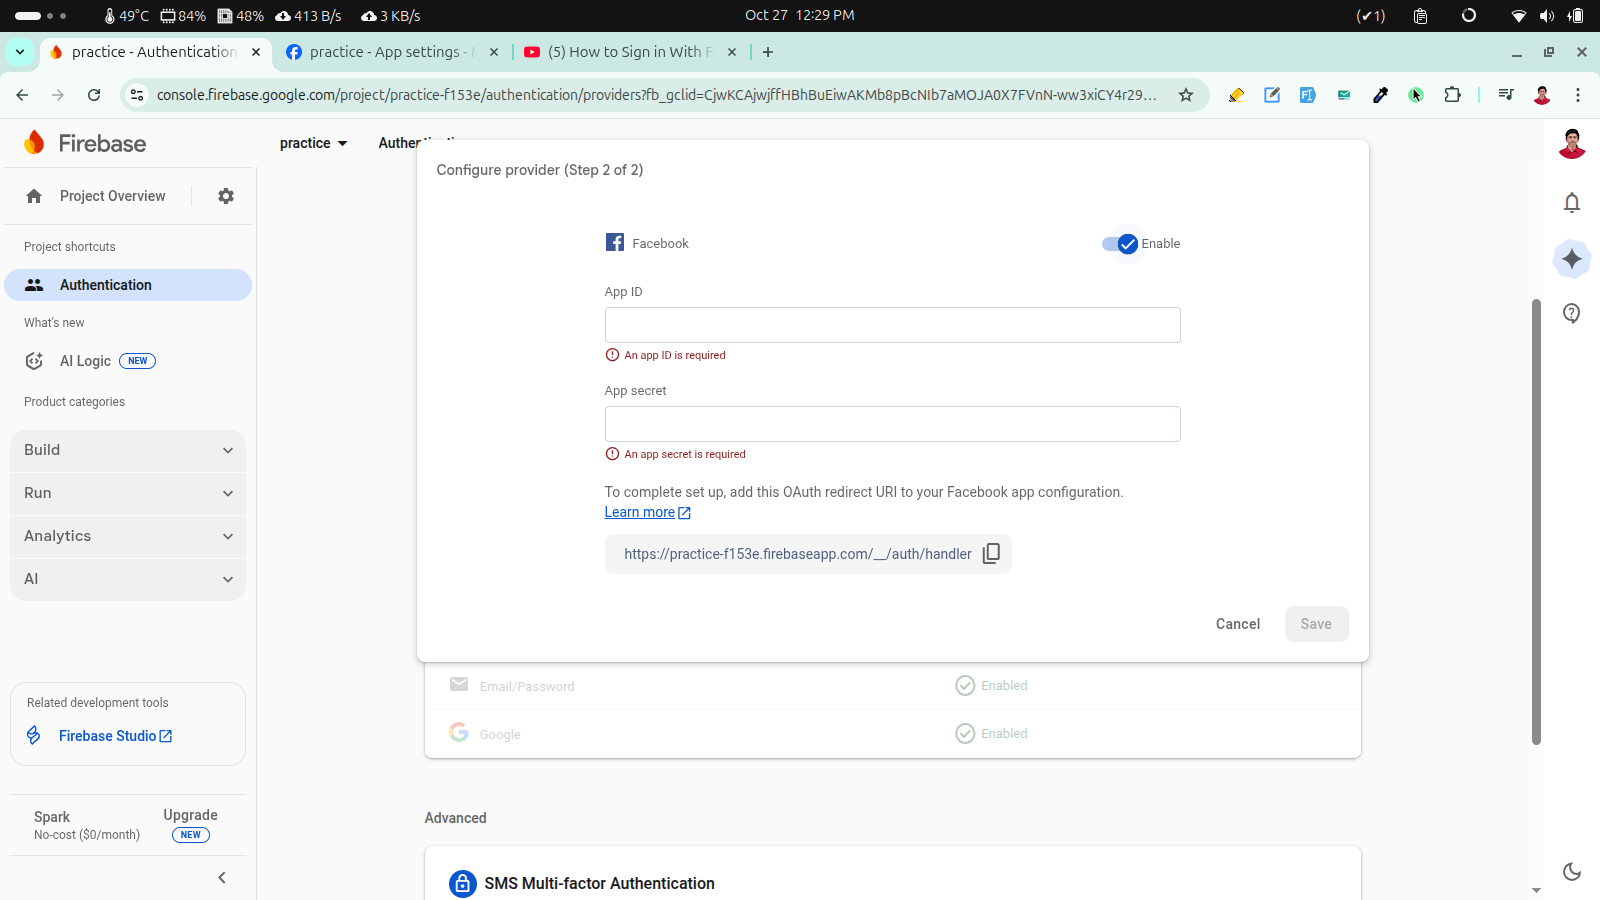 49°C 84% 48% 413 B/s 3 KB/s
Oct 27 12:29 PM
(✔1)
practice - Authentication
practice - App settings -
(5) How to Sign in With
console.firebase.google.com/project/practice-f153e/authentication/providers?fb_gclid=CjwKCAjwjffHBhBuEiwAKMb8pBcNIb7aMOJA0X7FVnN-ww3xiCY4r29...
Firebase
practice
Project Overview
Project shortcuts
Authentication
What's new
AI Logic NEW
Product categories
Build
Run
Analytics
AI
Related development tools
Firebase Studio
Spark
No-cost ($0/month)
Upgrade
NEW
Configure provider (Step 2 of 2)
Facebook
Enable
App ID
An app ID is required
App secret
An app secret is required
To complete set up, add this OAuth redirect URI to your Facebook app configuration.
Learn more
https://practice-f153e.firebaseapp.com/__/auth/handler
Cancel
Save
Email/Password
Enabled
Google
Enabled
Advanced
SMS Multi-factor Authentication